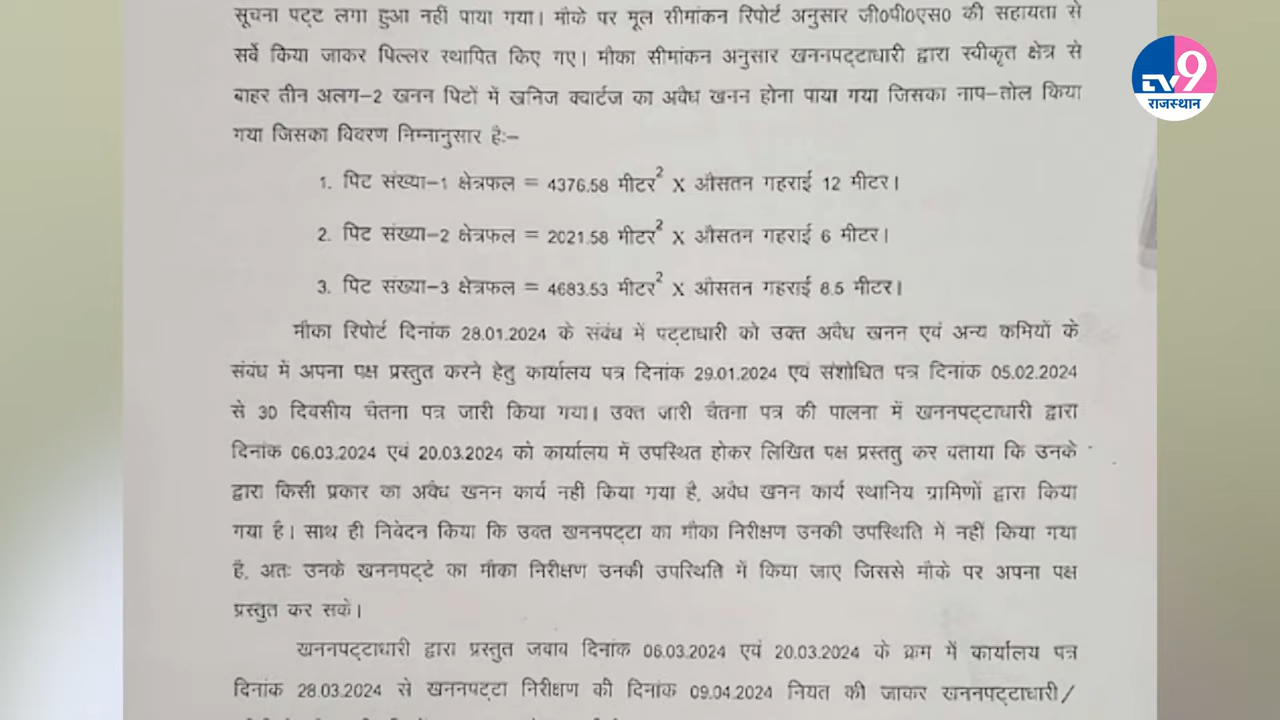 सूचना पट्ट लगा हुआ नहीं पाया गया। मौके पर मूल सीमांकन रिपोर्ट अनुसार जी0पी0एस0 की सहायता से
सर्वे किया जाकर पिल्लर स्थापित किए गए। मौका सीमांकन अनुसार खननपट्टाधारी द्वारा स्वीकृत क्षेत्र से
बाहर तीन अलग-2 खनन पिटों में खनिज क्वार्टज का अवैध खनन होना पाया गया जिसका नाप-तोल किया
गया जिसका विवरण निम्नानुसार है:-
1. पिट संख्या-1 क्षेत्रफल = 4376.58 मीटर² X औसतन गहराई 12 मीटर।
2. पिट संख्या-2 क्षेत्रफल = 2021.58 मीटर² X औसतन गहराई 6 मीटर।
3. पिट संख्या-3 क्षेत्रफल = 4683.53 मीटर² X औसतन गहराई 8.5 मीटर।
मौका रिपोर्ट दिनांक 28.01.2024 के संबंध में पट्टाधारी को उक्त अवैध खनन एवं अन्य कमियों के
संबंध में अपना पक्ष प्रस्तुत करने हेतु कार्यालय पत्र दिनांक 29.01.2024 एवं संशोधित पत्र दिनांक 05.02.2024
से 30 दिवसीय चेतना पत्र जारी किया गया। उक्त जारी चेतना पत्र की पालना में खननपट्टाधारी द्वारा
दिनांक 06.03.2024 एवं 20.03.2024 को कार्यालय में उपस्थित होकर लिखित पक्ष प्रस्ततु कर बताया कि उनके
द्वारा किसी प्रकार का अवैध खनन कार्य नहीं किया गया है, अवैध खनन कार्य स्थानिय ग्रामिणों द्वारा किया
गया है। साथ ही निवेदन किया कि उक्त खननपट्टा का मौका निरीक्षण उनकी उपस्थिति में नहीं किया गया
है, अतः उनके खननपट्टे का मौका निरीक्षण उनकी उपस्थिति में किया जाए जिससे मौके पर अपना पक्ष
प्रस्तुत कर सके।
खननपट्टाधारी द्वारा प्रस्तुत जवाब दिनांक 06.03.2024 एवं 20.03.2024 के क्रम में कार्यालय पत्र
दिनांक 28.03.2024 से खननपट्टा निरीक्षण की दिनांक 09.04.2024 नियत की जाकर खननपट्टाधारी/
TV9
राजस्थान